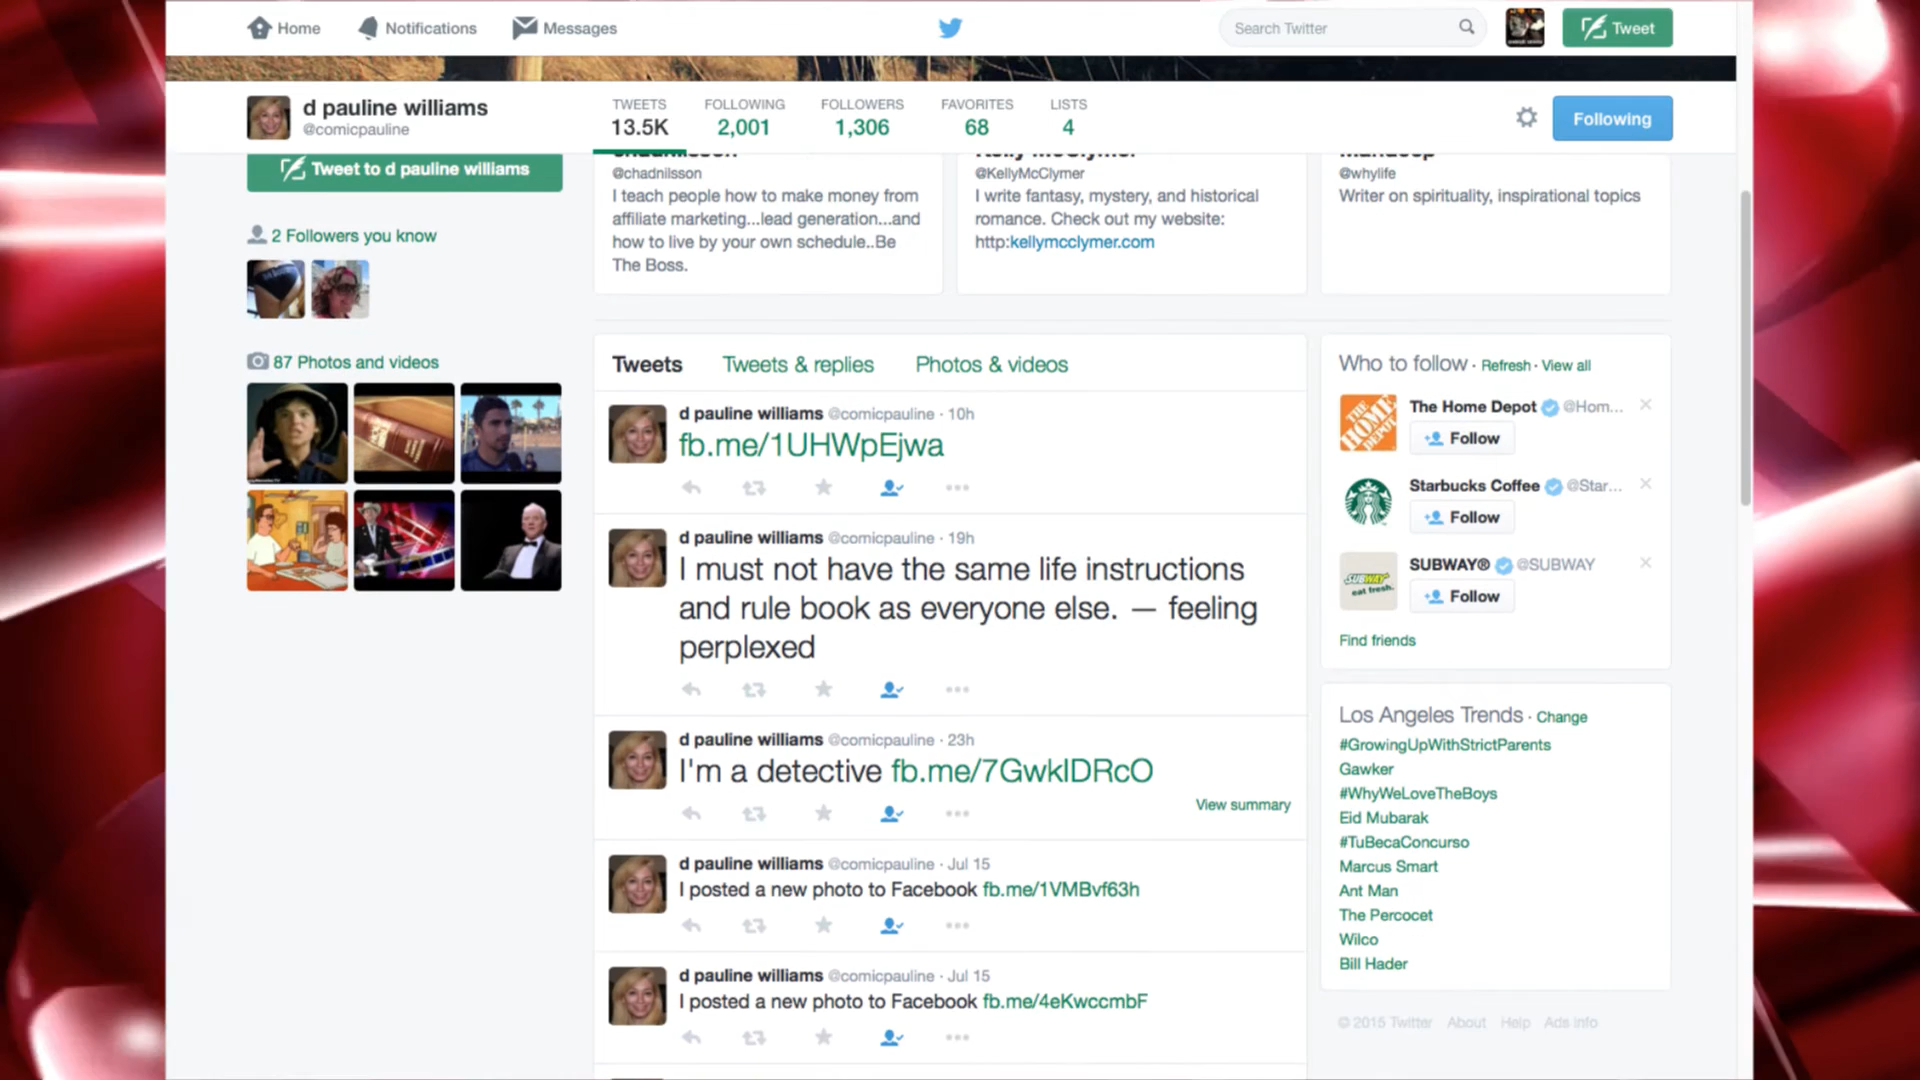 Home
Notifications
Messages
Search Twitter
Tweet
d pauline williams
@comicpauline
TWEETS
13.5K
FOLLOWING
2,001
FOLLOWERS
1,306
FAVORITES
68
LISTS
4
Following
Tweet to d pauline williams
2 Followers you know
87 Photos and videos
chadnilsson
@chadnilsson
I teach people how to make money from
affiliate marketing...lead generation...and
how to live by your own schedule..Be
The Boss.
Kelly McClymer
@KellyMcClymer
I write fantasy, mystery, and historical
romance. Check out my website:
http:kellymcclymer.com
Mandeep
@whylife
Writer on spirituality, inspirational topics
Tweets
Tweets & replies
Photos & videos
d pauline williams @comicpauline · 10h
fb.me/1UHWpEjwa
d pauline williams @comicpauline · 19h
I must not have the same life instructions
and rule book as everyone else. — feeling
perplexed
d pauline williams @comicpauline · 23h
I'm a detective fb.me/7GwkIDRcO
View summary
d pauline williams @comicpauline · Jul 15
I posted a new photo to Facebook fb.me/1VMBvf63h
d pauline williams @comicpauline · Jul 15
I posted a new photo to Facebook fb.me/4eKwccmbF
Who to follow · Refresh · View all
THE HOME DEPOT
The Home Depot @Hom...
Follow
Starbucks Coffee @Star...
Follow
SUBWAY
eat fresh.
SUBWAY® @SUBWAY
Follow
Find friends
Los Angeles Trends · Change
#GrowingUpWithStrictParents
Gawker
#WhyWeLoveTheBoys
Eid Mubarak
#TuBecaConcurso
Marcus Smart
Ant Man
The Percocet
Wilco
Bill Hader
© 2015 Twitter About Help Ads info